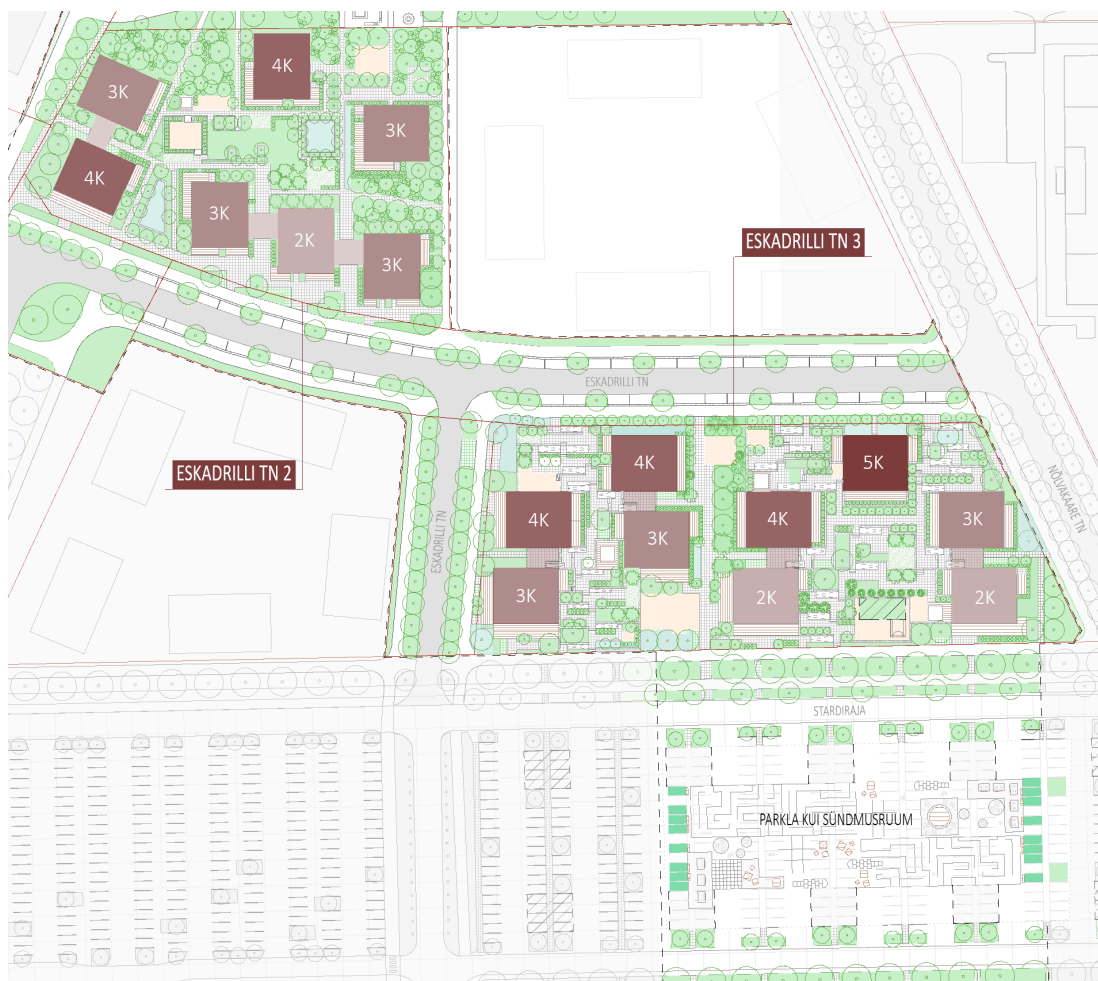 4K
3K
3K
4K
3K
2K
3K
ESKADRILLI TN 3
ESKADRILLI TN
ESKADRILLI TN 2
4K
5K
4K
4K
3K
3K
NÕLVAKAARE TN
ESKADRILLI TN
3K
2K
2K
STARDIRAJA
PARKLA KUI SÜNDMUSRUUM